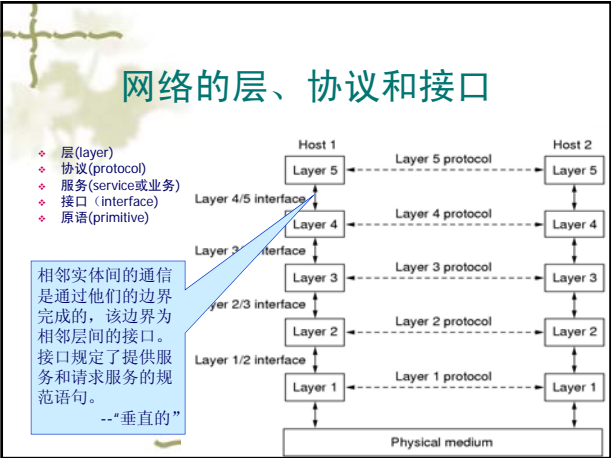 网络的层、协议和接口
层(layer)
协议(protocol)
服务(service或业务)
接口（interface)
原语(primitive)
相邻实体间的通信
是通过他们的边界
完成的，该边界为
相邻层间的接口。
接口规定了提供服
务和请求服务的规
范语句。
--“垂直的”
Host 1
Host 2
Layer 5
Layer 5 protocol
Layer 5
Layer 4/5 interface
Layer 4
Layer 4 protocol
Layer 4
Layer 3 interface
Layer 3
Layer 3 protocol
Layer 3
yer 2/3 interface
Layer 2
Layer 2 protocol
Layer 2
Layer 1/2 interface
Layer 1
Layer 1 protocol
Layer 1
Physical medium